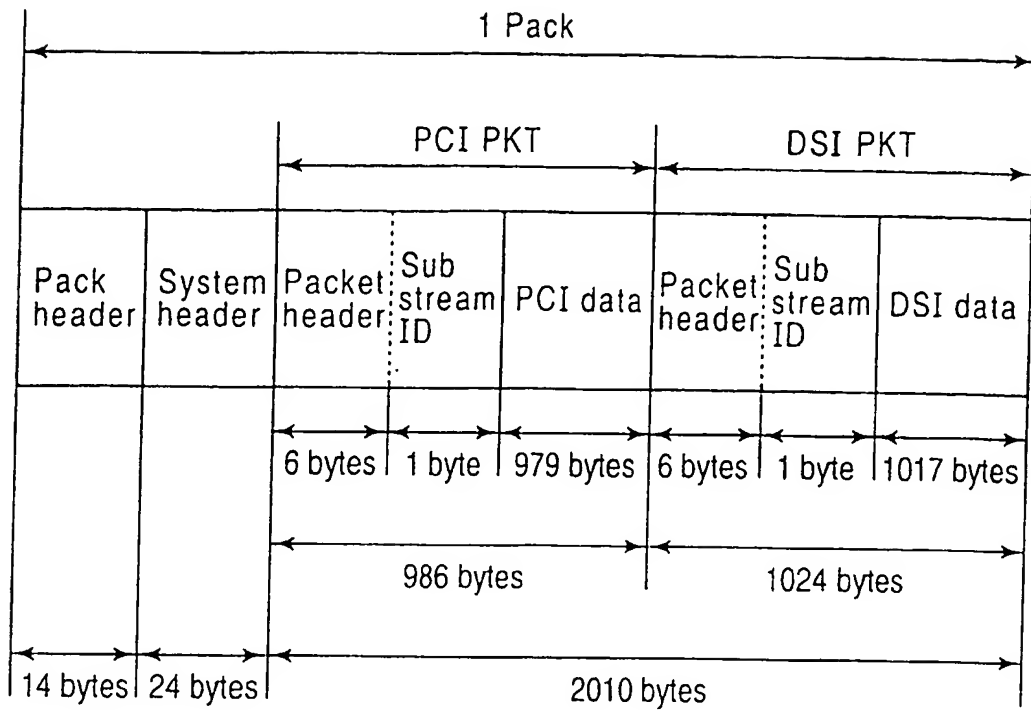 1 Pack
PCI PKT
DSI PKT
Pack header
System header
Packet header
Sub stream ID
PCI data
Packet header
Sub stream ID
DSI data
6 bytes
1 byte
979 bytes
6 bytes
1 byte
1017 bytes
986 bytes
1024 bytes
14 bytes
24 bytes
2010 bytes